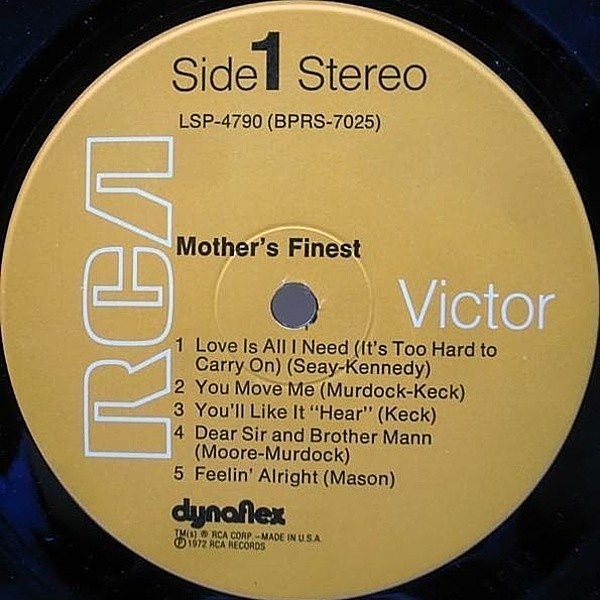 Side 1 Stereo
LSP-4790 (BPRS-7025)
RCA
Mother's Finest
Victor
1 Love Is All I Need (It's Too Hard to
Carry On) (Seay-Kennedy)
2 You Move Me (Murdock-Keck)
3 You'll Like It "Hear" (Keck)
4 Dear Sir and Brother Mann
(Moore-Murdock)
5 Feelin' Alright (Mason)
dynaflex
TM(s) ® RCA CORP.—MADE IN U.S.A.
Ⓟ 1972 RCA RECORDS